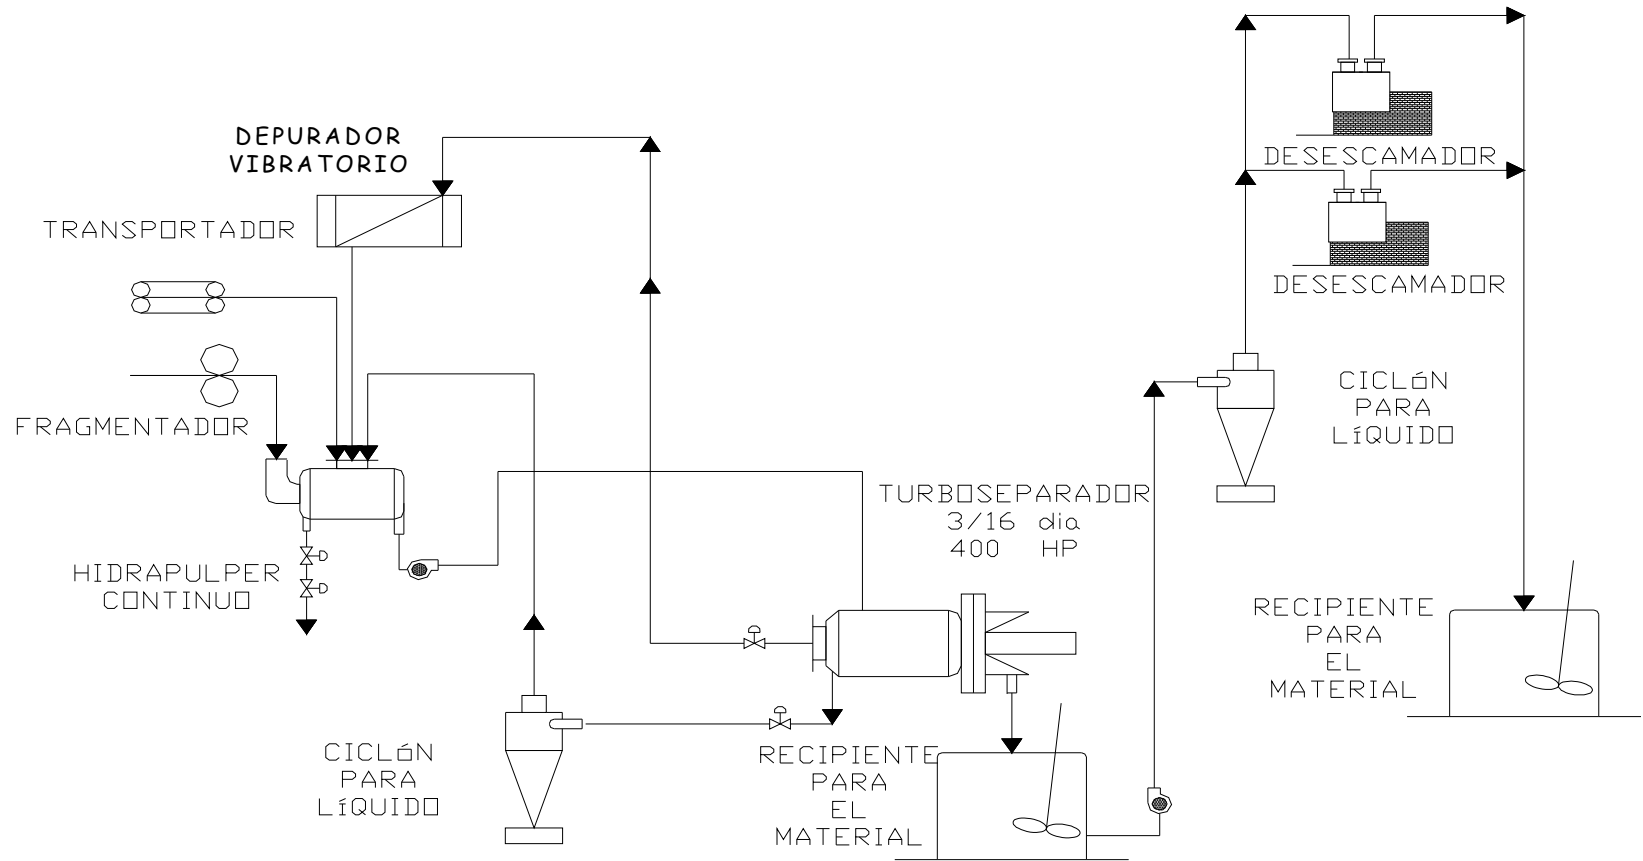 DEPURADOR
VIBRATORIO
DESESCAMADOR
TRANSPORTADOR
DESESCAMADOR
FRAGMENTADOR
CICLóN
PARA
LíQUIDO
TURBOSEPARADOR
3/16 dia
400 HP
HIDRAPULPER
CONTINUO
RECIPIENTE
PARA
EL
MATERIAL
CICLóN
PARA
LíQUIDO
RECIPIENTE
PARA
EL
MATERIAL